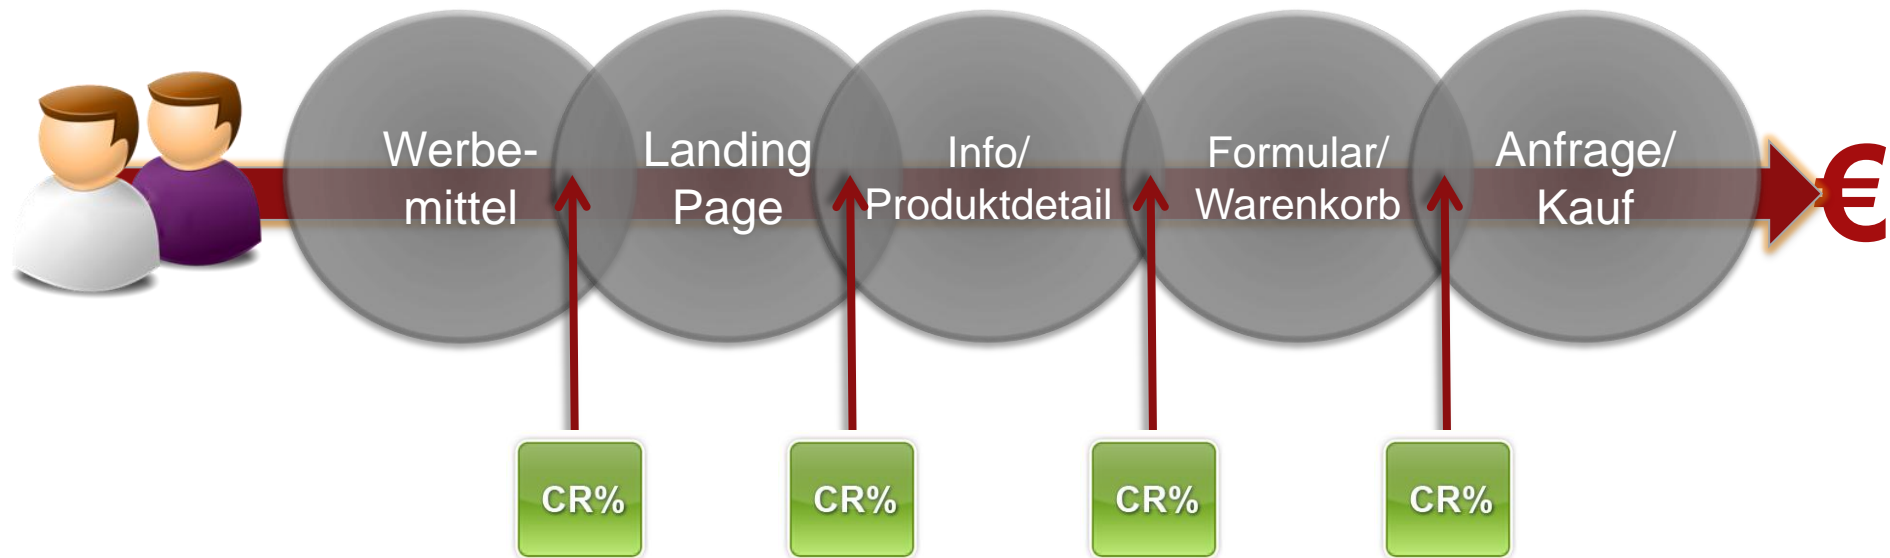 Werbe-
mittel
Landing
Page
Info/
Produktdetail
Formular/
Warenkorb
Anfrage/
Kauf
€
CR%
CR%
CR%
CR%